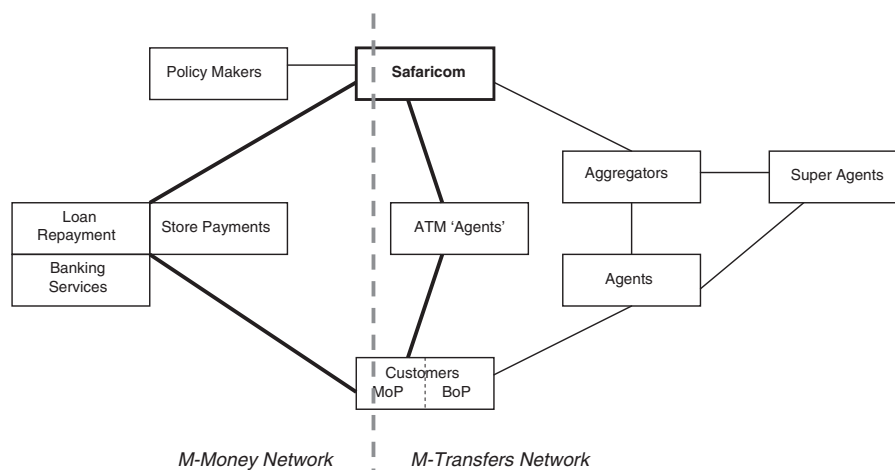 Policy Makers
Safaricom
Aggregators
Super Agents
Loan
Repayment
Store Payments
ATM ‘Agents’
Banking
Services
Agents
Customers
MoP
BoP
M-Money Network
M-Transfers Network